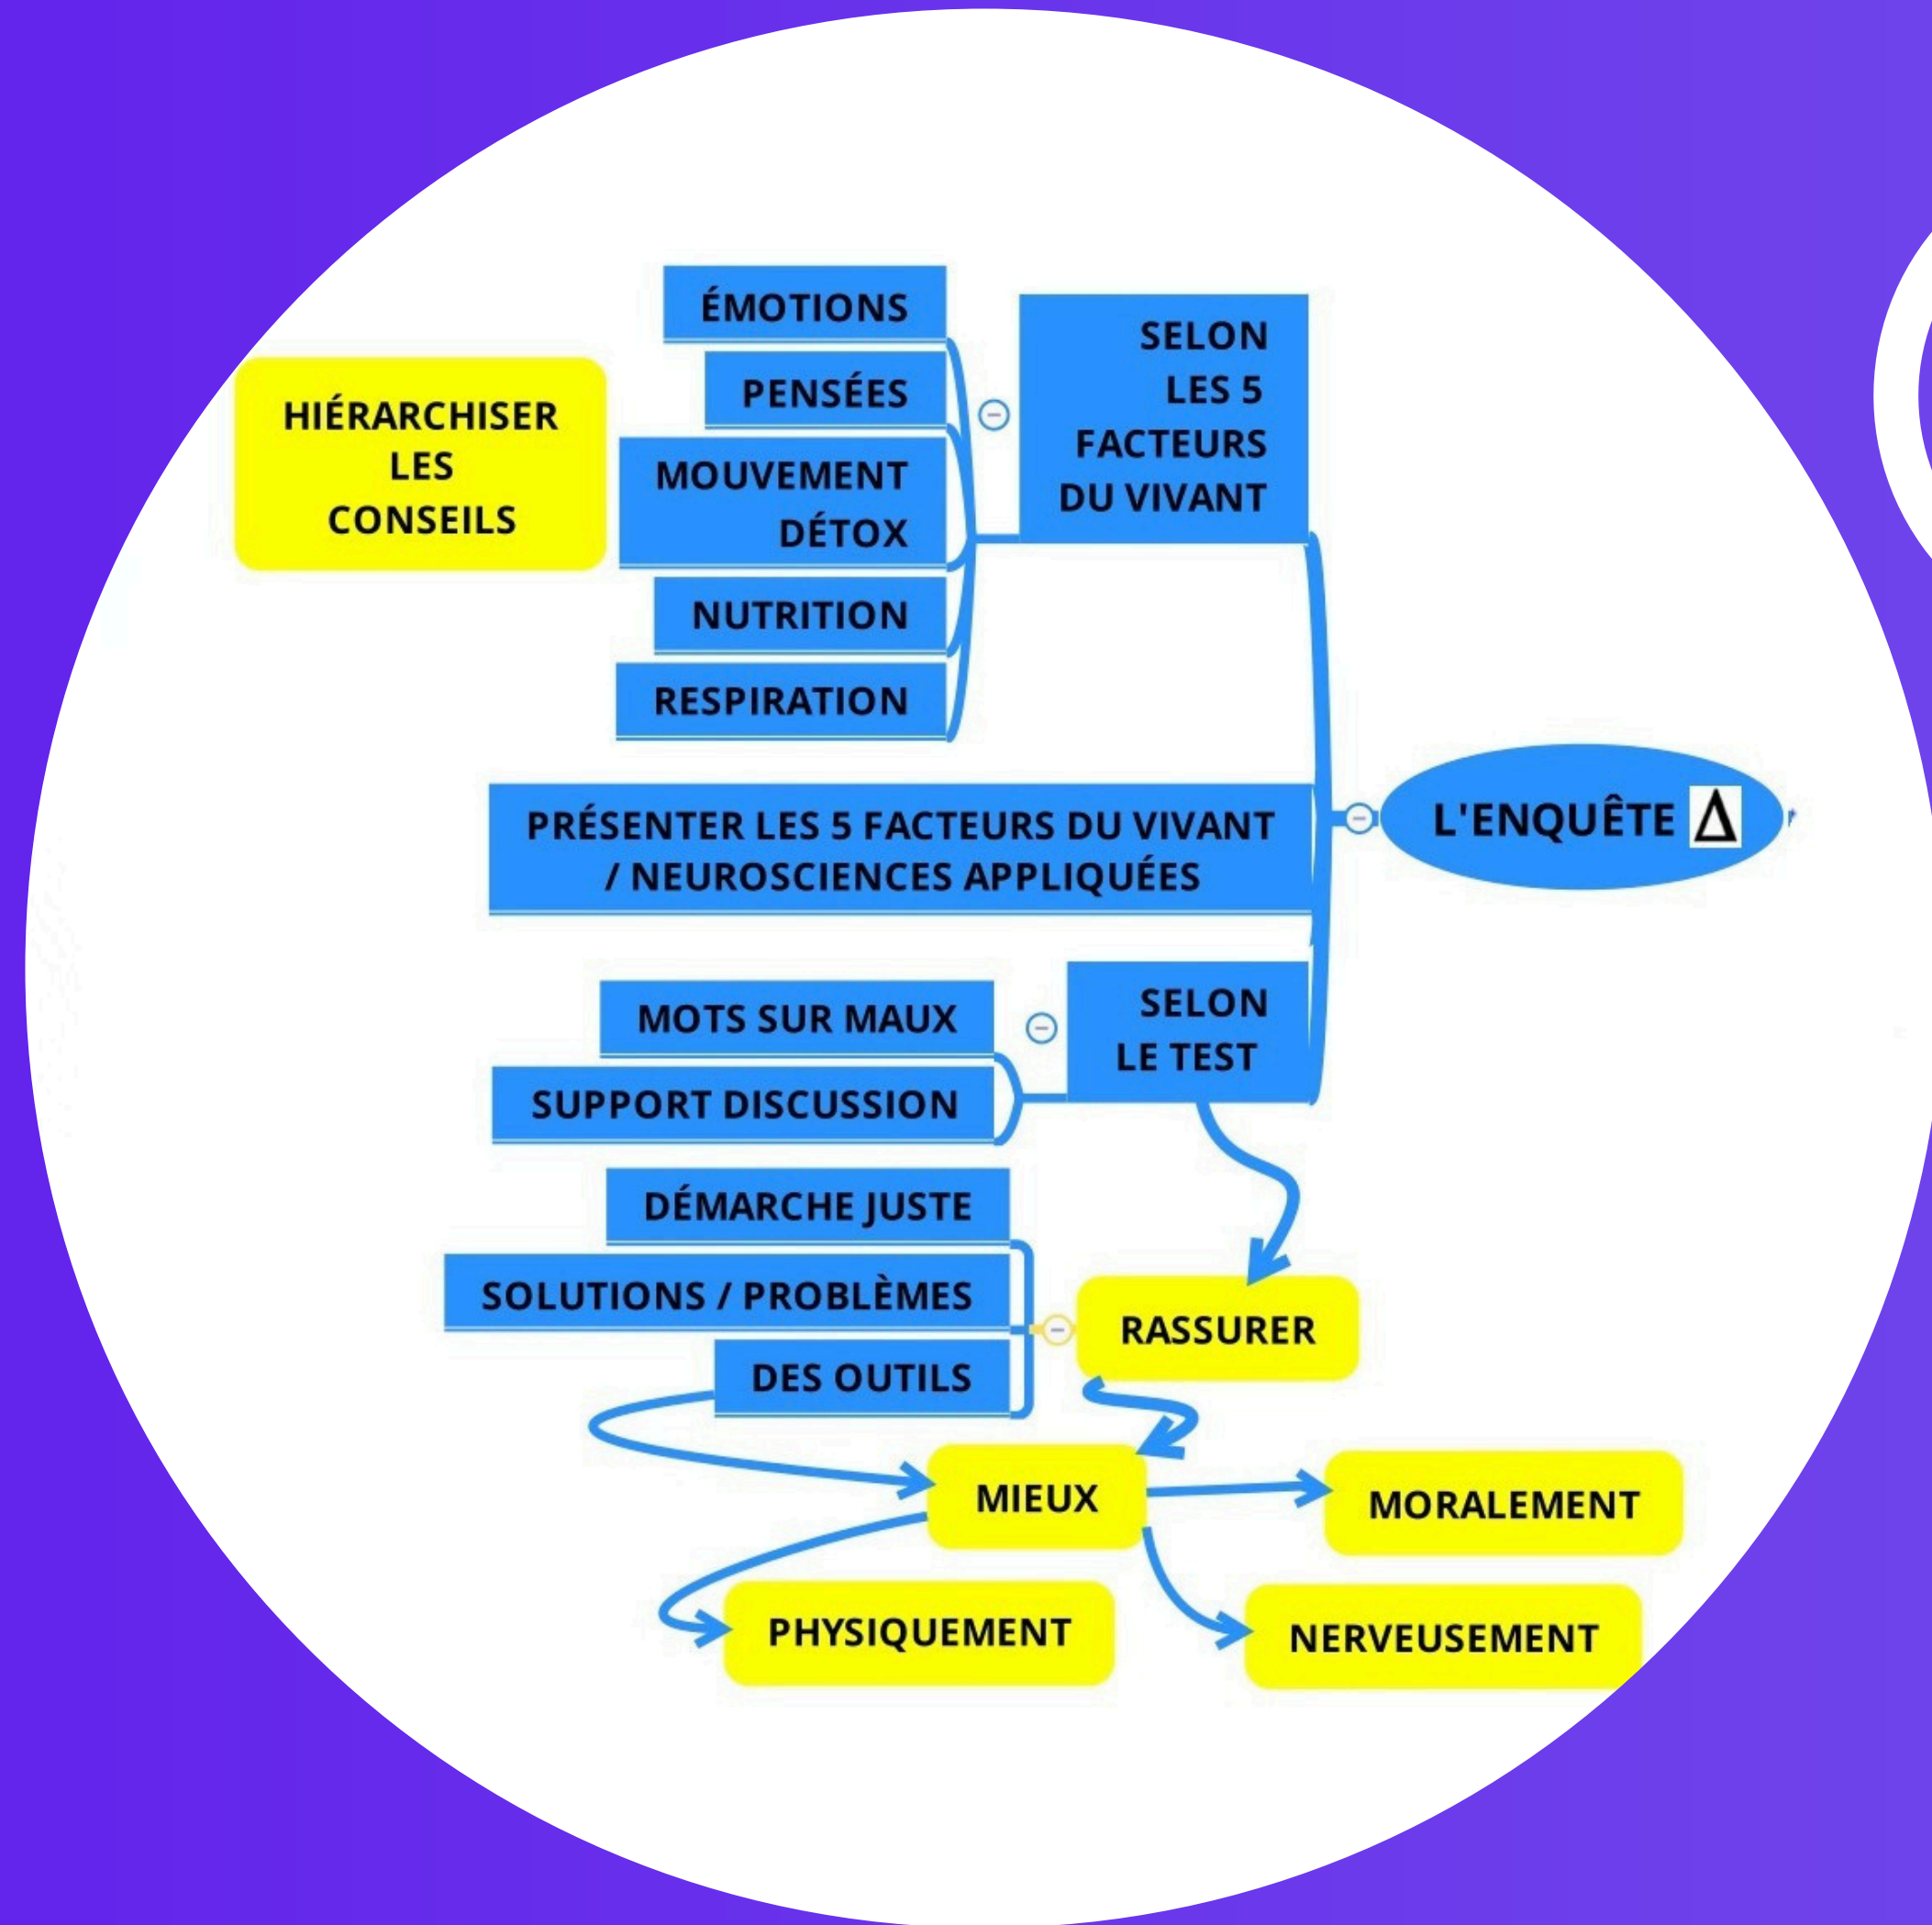 ÉMOTIONS
PENSÉES
MOUVEMENT
DÉTOX
NUTRITION
RESPIRATION
HIÉRARCHISER
LES
CONSEILS
SELON
LES 5
FACTEURS
DU VIVANT
PRÉSENTER LES 5 FACTEURS DU VIVANT
/ NEUROSCIENCES APPLIQUÉES
L'ENQUÊTE Δ
SELON
LE TEST
MOTS SUR MAUX
SUPPORT DISCUSSION
DÉMARCHE JUSTE
SOLUTIONS / PROBLÈMES
DES OUTILS
RASSURER
MIEUX
MORALEMENT
PHYSIQUEMENT
NERVEUSEMENT